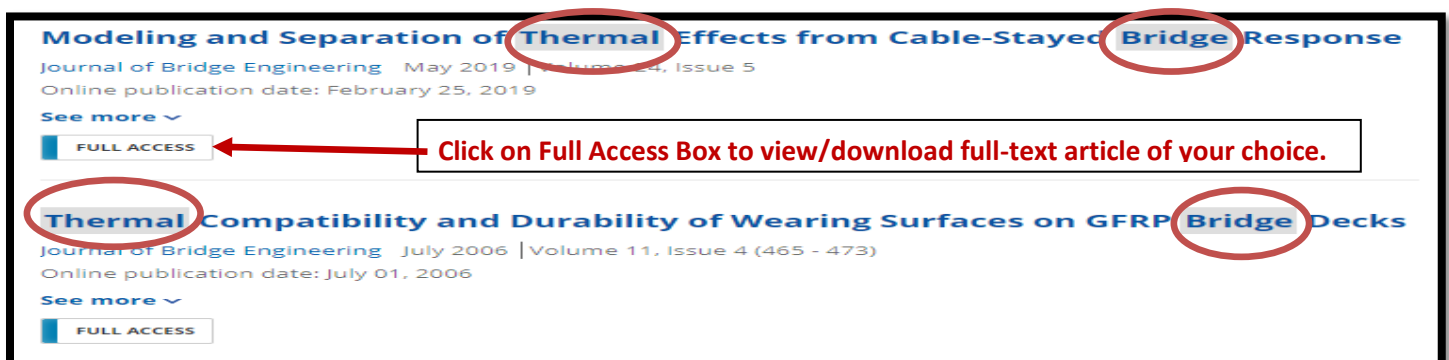 Modeling and Separation of Thermal Effects from Cable-Stayed Bridge Response
Journal of Bridge Engineering May 2019 | Volume 24, Issue 5
Online publication date: February 25, 2019
See more
FULL ACCESS
Click on Full Access Box to view/download full-text article of your choice.
Thermal Compatibility and Durability of Wearing Surfaces on GFRP Bridge Decks
Journal of Bridge Engineering July 2006 | Volume 11, Issue 4 (465 - 473)
Online publication date: July 01, 2006
See more
FULL ACCESS